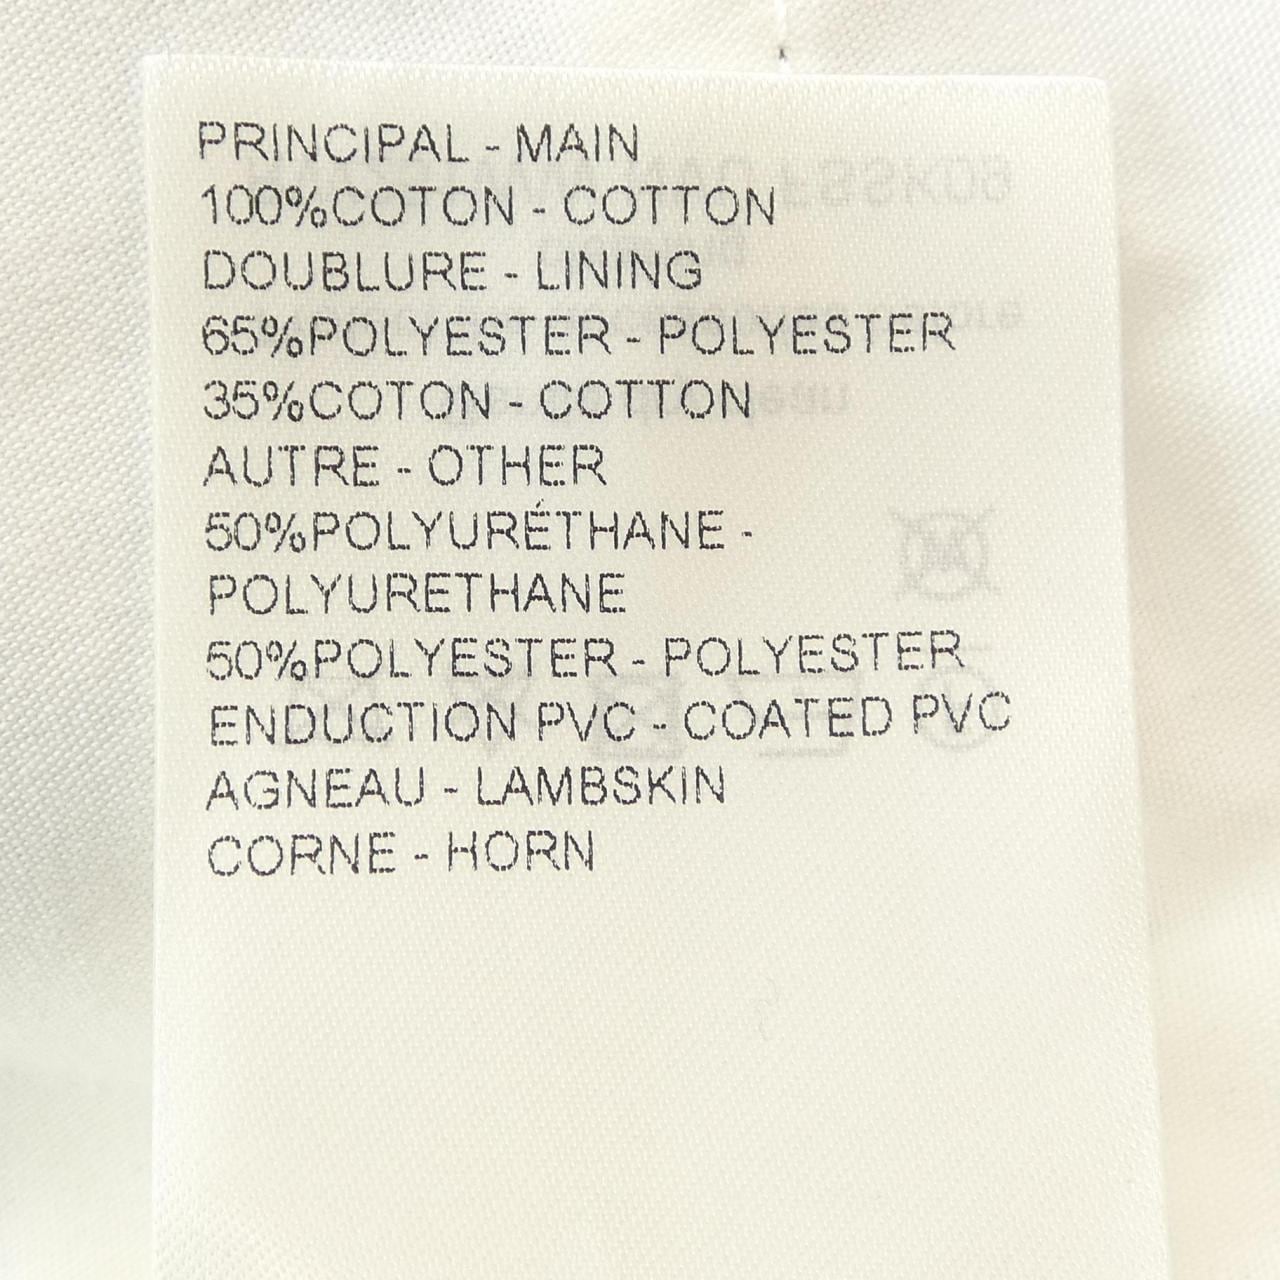 PRINCIPAL - MAIN
100%COTON - COTTON
DOUBLURE - LINING
65%POLYESTER - POLYESTER
35%COTON - COTTON
AUTRE - OTHER
50%POLYURÉTHANE -
POLYURETHANE
50%POLYESTER - POLYESTER
ENDUCTION PVC - COATED PVC
AGNEAU - LAMBSKIN
CORNE - HORN